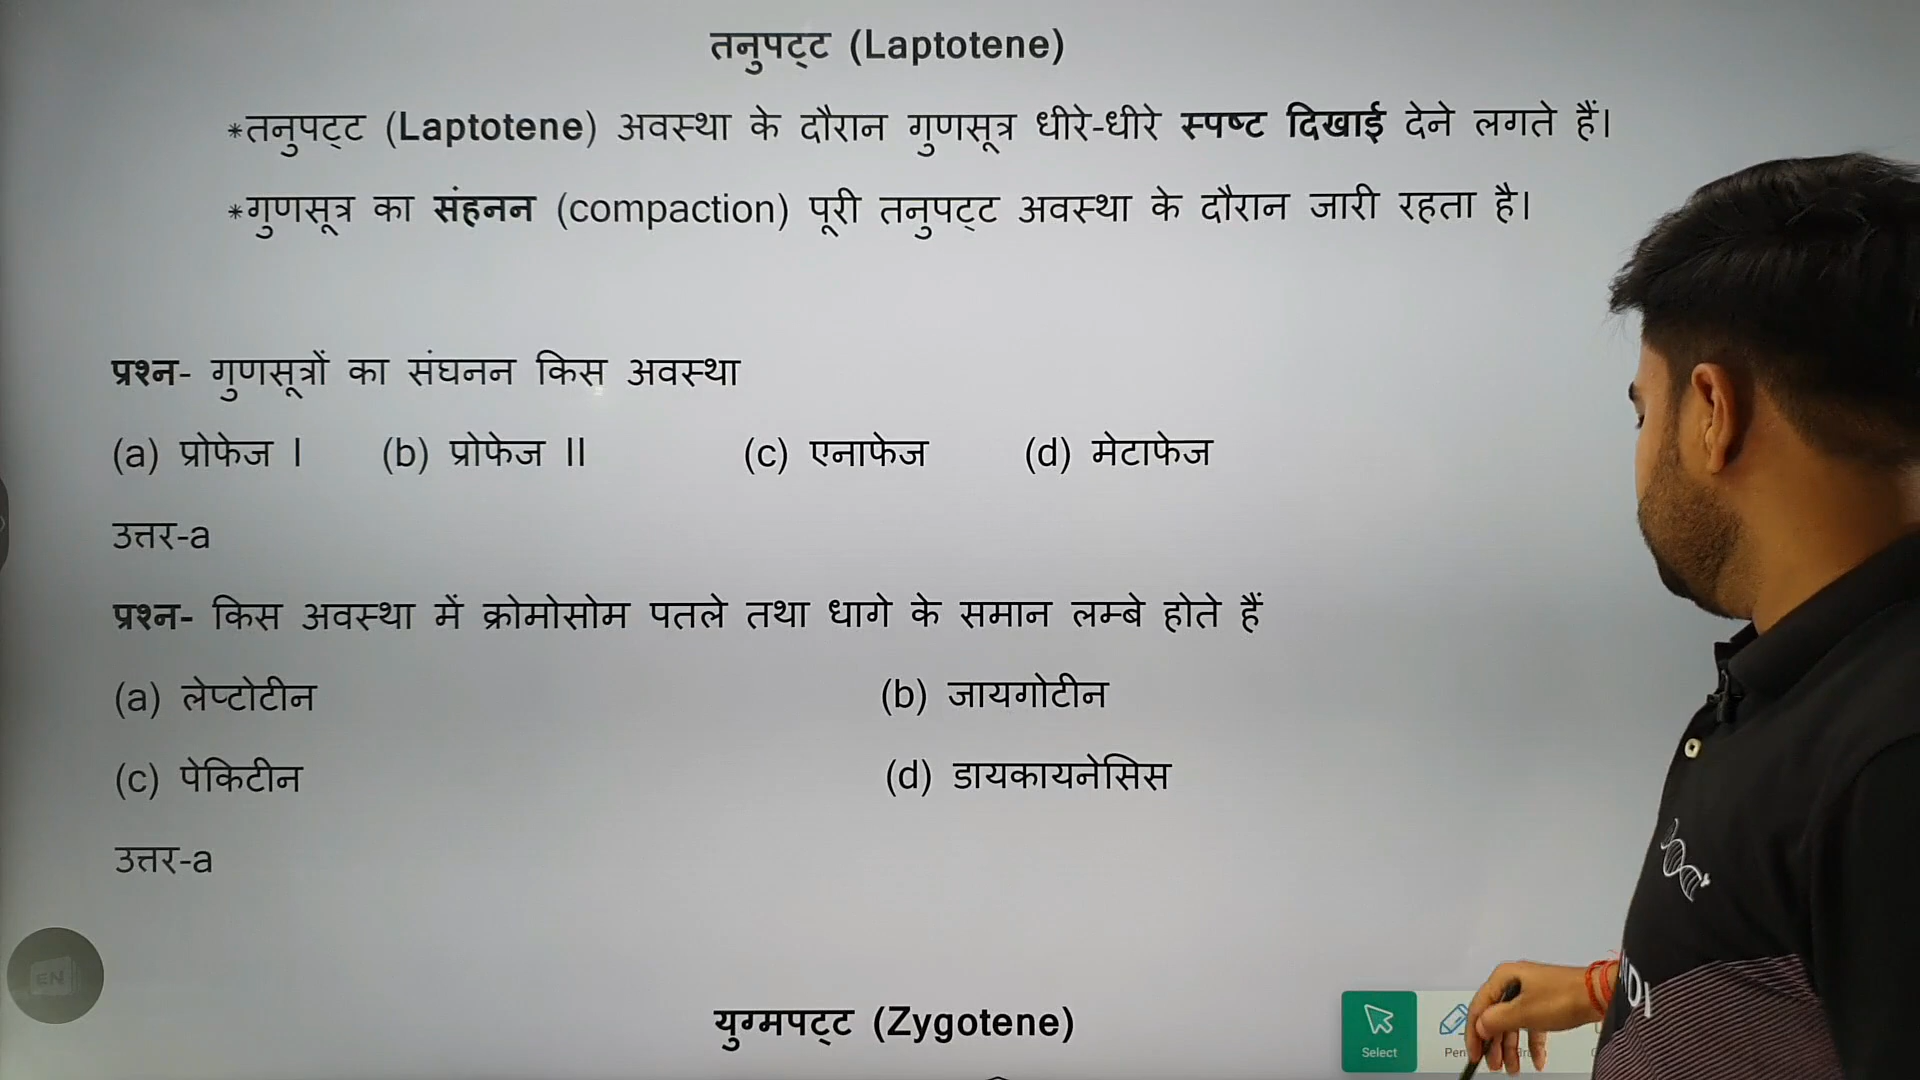 तनुपट्ट (Laptotene)
*तनुपट्ट (Laptotene) अवस्था के दौरान गुणसूत्र धीरे-धीरे स्पष्ट दिखाई देने लगते हैं।
*गुणसूत्र का संहनन (compaction) पूरी तनुपट्ट अवस्था के दौरान जारी रहता है।
प्रश्न- गुणसूत्रों का संघनन किस अवस्था
(a) प्रोफेज I (b) प्रोफेज II (c) एनाफेज (d) मेटाफेज
उत्तर-a
प्रश्न- किस अवस्था में क्रोमोसोम पतले तथा धागे के समान लम्बे होते हैं
(a) लेप्टोटीन (b) जायगोटीन
(c) पेकिटीन (d) डायकायनेसिस
उत्तर-a
EN
युग्मपट्ट (Zygotene)
Select Pen